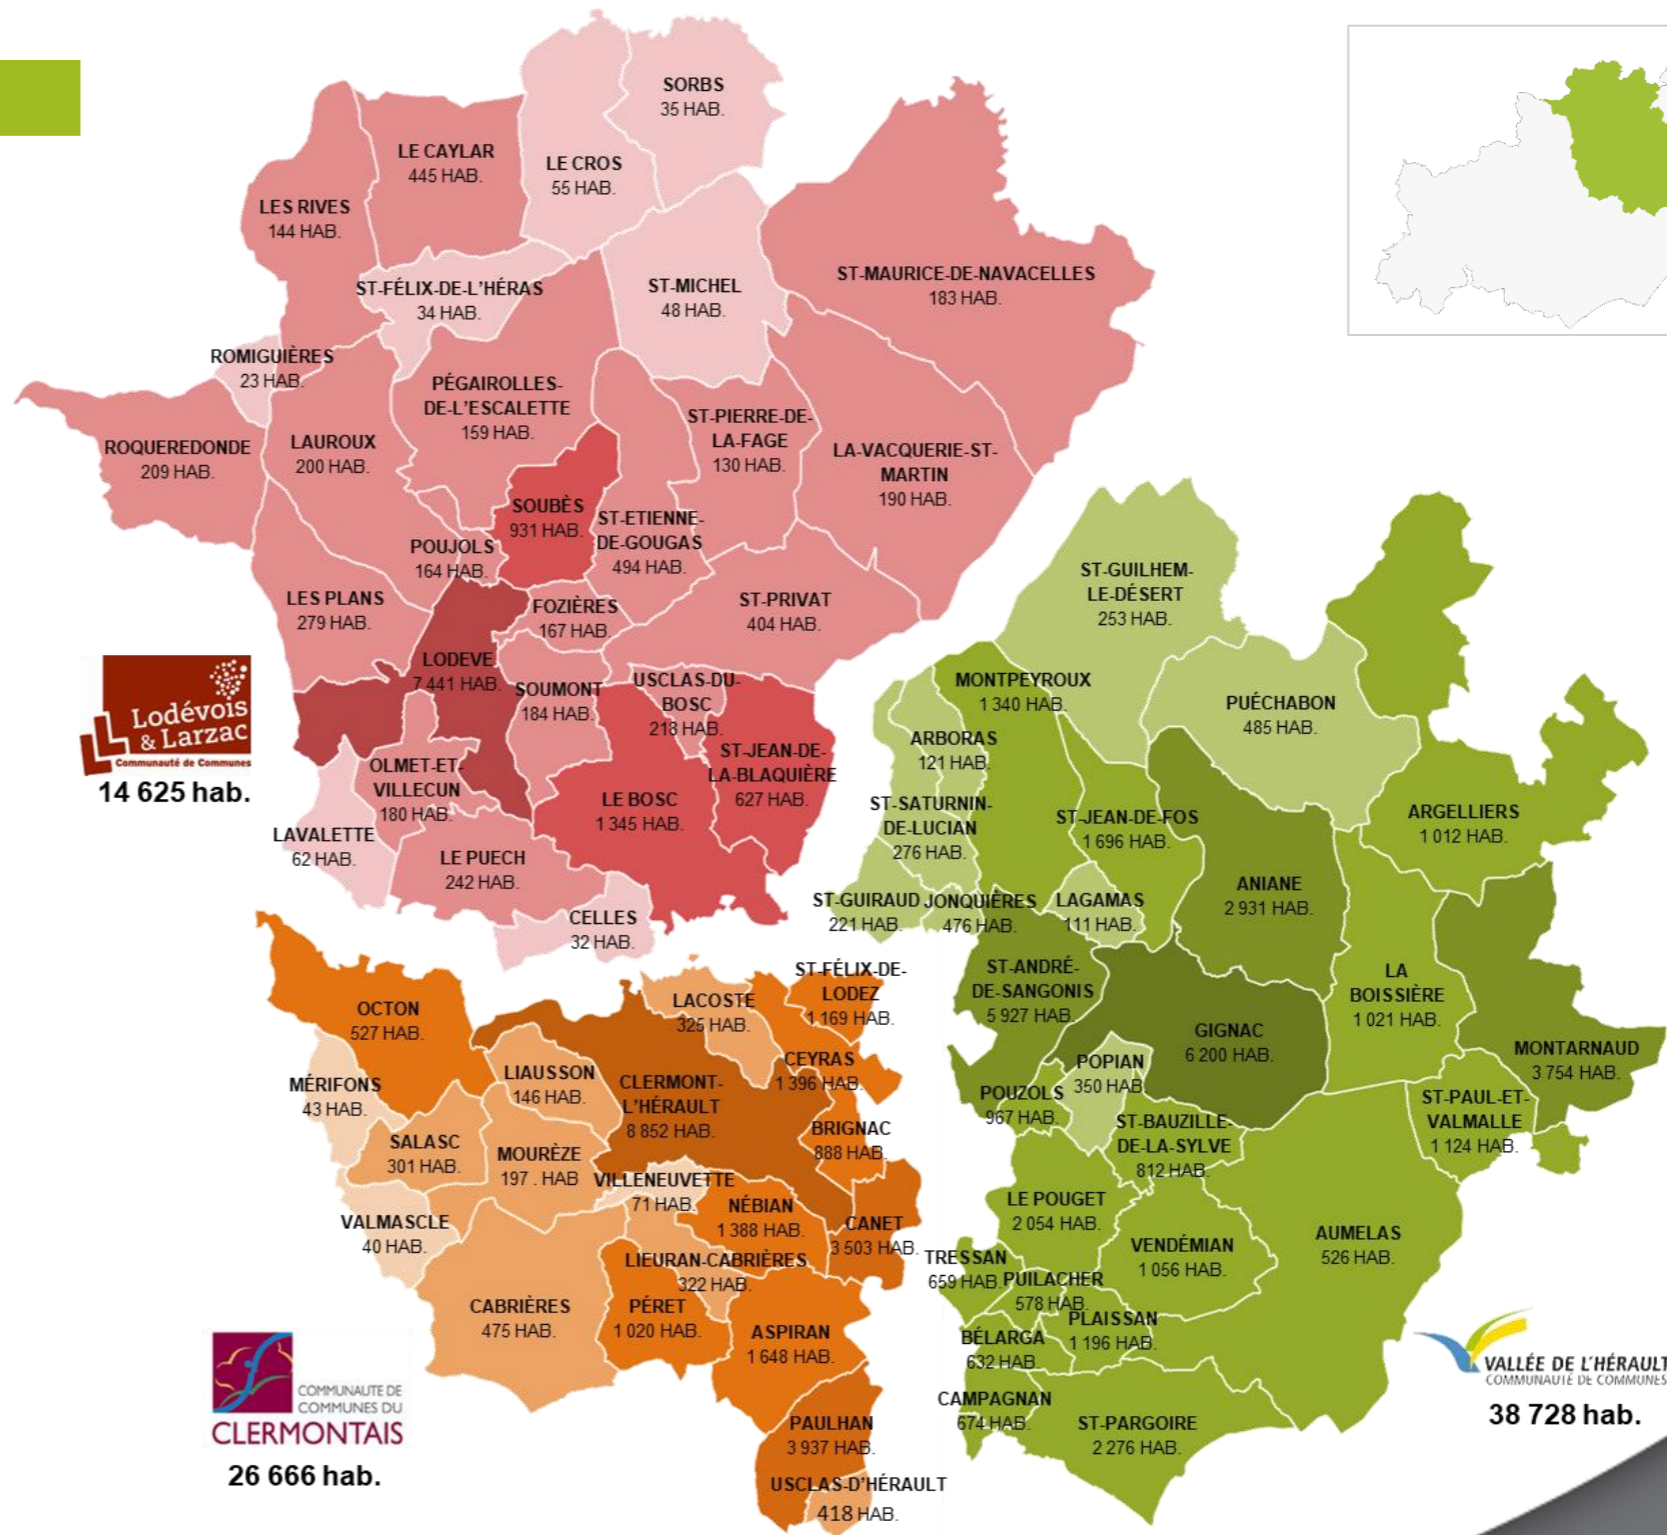 SORBS
35 HAB.
LE CAYLAR
445 HAB.
LE CROS
55 HAB.
LES RIVES
144 HAB.
ST-FÉLIX-DE-L'HÉRAS
34 HAB.
ST-MICHEL
48 HAB.
ST-MAURICE-DE-NAVACELLES
183 HAB.
ROMIGUIÈRES
23 HAB.
PÉGAIROLLES-
DE-L'ESCALETTE
159 HAB.
ROQUEREDONDE
209 HAB.
LAUROUX
200 HAB.
ST-PIERRE-DE-
LA-FAGE
130 HAB.
LA-VACQUERIE-ST-
MARTIN
190 HAB.
SOUBÈS
931 HAB.
ST-ETIENNE-
DE-GOUGAS
494 HAB.
POUJOLS
164 HAB.
LES PLANS
279 HAB.
FOZIÈRES
167 HAB.
ST-PRIVAT
404 HAB.
LODEVE
7 441 HAB.
SOUMONT
184 HAB.
USCLAS-DU-
BOSC
218 HAB.
ST-JEAN-DE-
LA-BLAQUIÈRE
627 HAB.
OLMET-ET-
VILLECUN
180 HAB.
LE BOSC
1 345 HAB.
LAVALETTE
62 HAB.
LE PUECH
242 HAB.
CELLES
32 HAB.
Lodévois
& Larzac
Communauté de Communes
14 625 hab.
ST-GUILHEM-
LE-DÉSERT
253 HAB.
MONTPEYROUX
1 340 HAB.
PUÉCHABON
485 HAB.
ARBORAS
121 HAB.
ST-SATURNIN-
DE-LUCIAN
276 HAB.
ST-JEAN-DE-FOS
1 696 HAB.
ARGELLIERS
1 012 HAB.
ANIANE
2 931 HAB.
ST-GUIRAUD
221 HAB.
JONQUIÈRES
476 HAB.
LAGAMAS
111 HAB.
ST-ANDRÉ-
DE-SANGONIS
5 927 HAB.
LA
BOISSIÈRE
1 021 HAB.
GIGNAC
6 200 HAB.
MONTARNAUD
3 754 HAB.
POPIAN
350 HAB
POUZOLS
967 HAB.
ST-BAUZILLE-
DE-LA-SYLVE
812 HAB.
ST-PAUL-ET-
VALMALLE
1 124 HAB.
LE POUGET
2 054 HAB.
VENDÉMIAN
1 056 HAB.
AUMELAS
526 HAB.
TRESSAN
659 HAB.
PUILACHER
578 HAB.
PLAISSAN
1 196 HAB.
BÉLARGA
632 HAB.
CAMPAGNAN
674 HAB.
ST-PARGOIRE
2 276 HAB.
VALLÉE DE L'HÉRAULT
COMMUNAUTÉ DE COMMUNES
38 728 hab.
OCTON
527 HAB.
LACOSTE
325 HAB.
ST-FÉLIX-DE-
LODEZ
1 169 HAB.
MÉRIFONS
43 HAB.
LIAUSSON
146 HAB.
CLERMONT-
L'HÉRAULT
8 852 HAB.
CEYRAS
1 396 HAB.
SALASC
301 HAB.
MOURÈZE
197 . HAB
BRIGNAC
888 HAB.
VILLENEUVETTE
71 HAB.
NÉBIAN
1 388 HAB.
CANET
3 503 HAB.
VALMASCLE
40 HAB.
LIEURAN-CABRIÈRES
322 HAB.
CABRIÈRES
475 HAB.
PÉRET
1 020 HAB.
ASPIRAN
1 648 HAB.
PAULHAN
3 937 HAB.
USCLAS-D'HÉRAULT
418 HAB.
COMMUNAUTE DE
COMMUNES DU
CLERMONTAIS
26 666 hab.